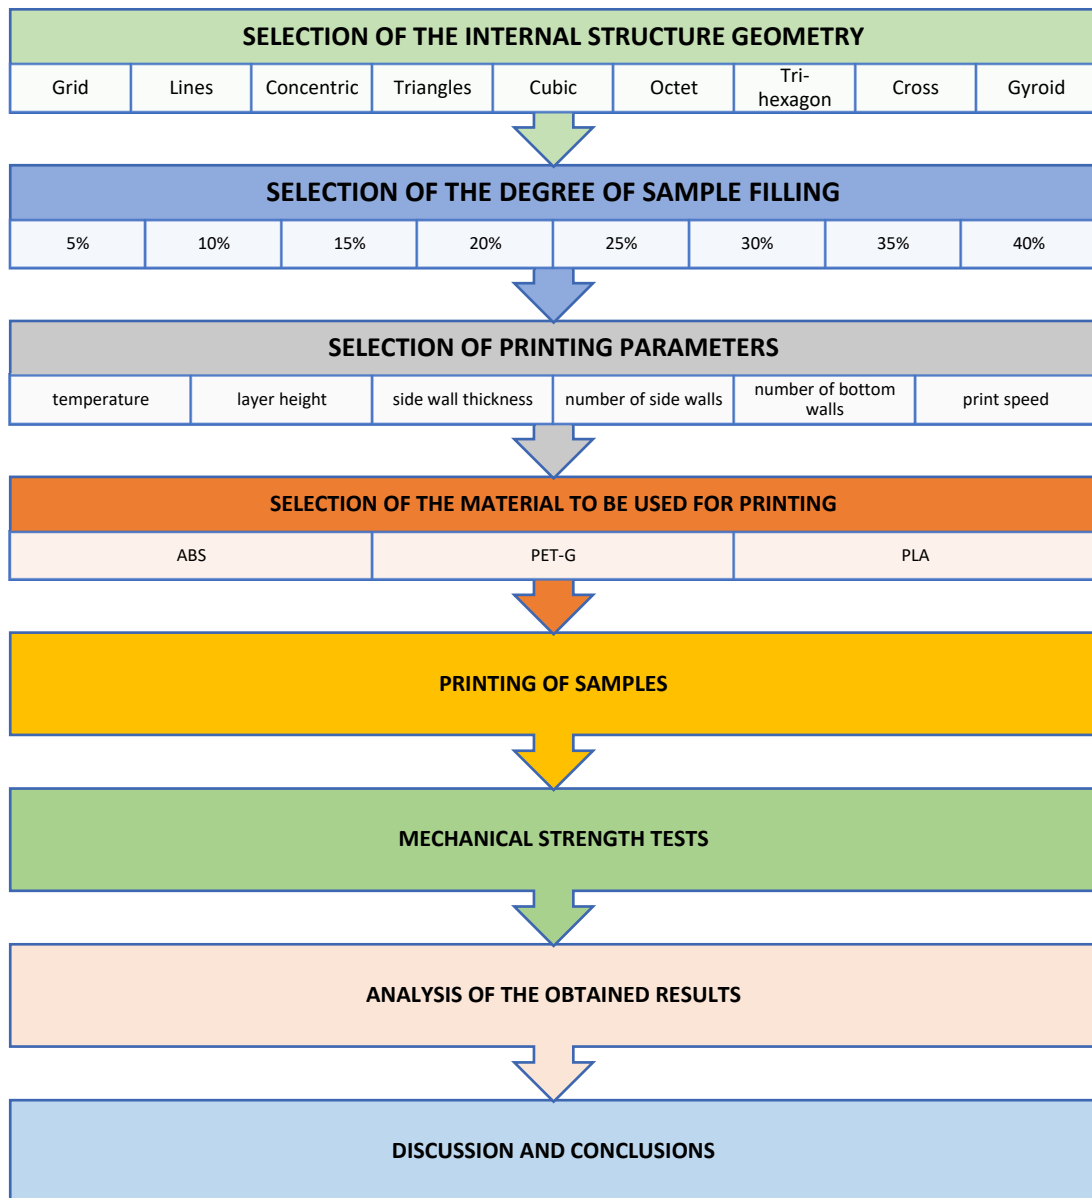 SELECTION OF THE INTERNAL STRUCTURE GEOMETRY
Grid
Lines
Concentric
Triangles
Cubic
Octet
Tri-
hexagon
Cross
Gyroid
SELECTION OF THE DEGREE OF SAMPLE FILLING
5%
10%
15%
20%
25%
30%
35%
40%
SELECTION OF PRINTING PARAMETERS
temperature
layer height
side wall thickness
number of side walls
number of bottom
walls
print speed
SELECTION OF THE MATERIAL TO BE USED FOR PRINTING
ABS
PET-G
PLA
PRINTING OF SAMPLES
MECHANICAL STRENGTH TESTS
ANALYSIS OF THE OBTAINED RESULTS
DISCUSSION AND CONCLUSIONS